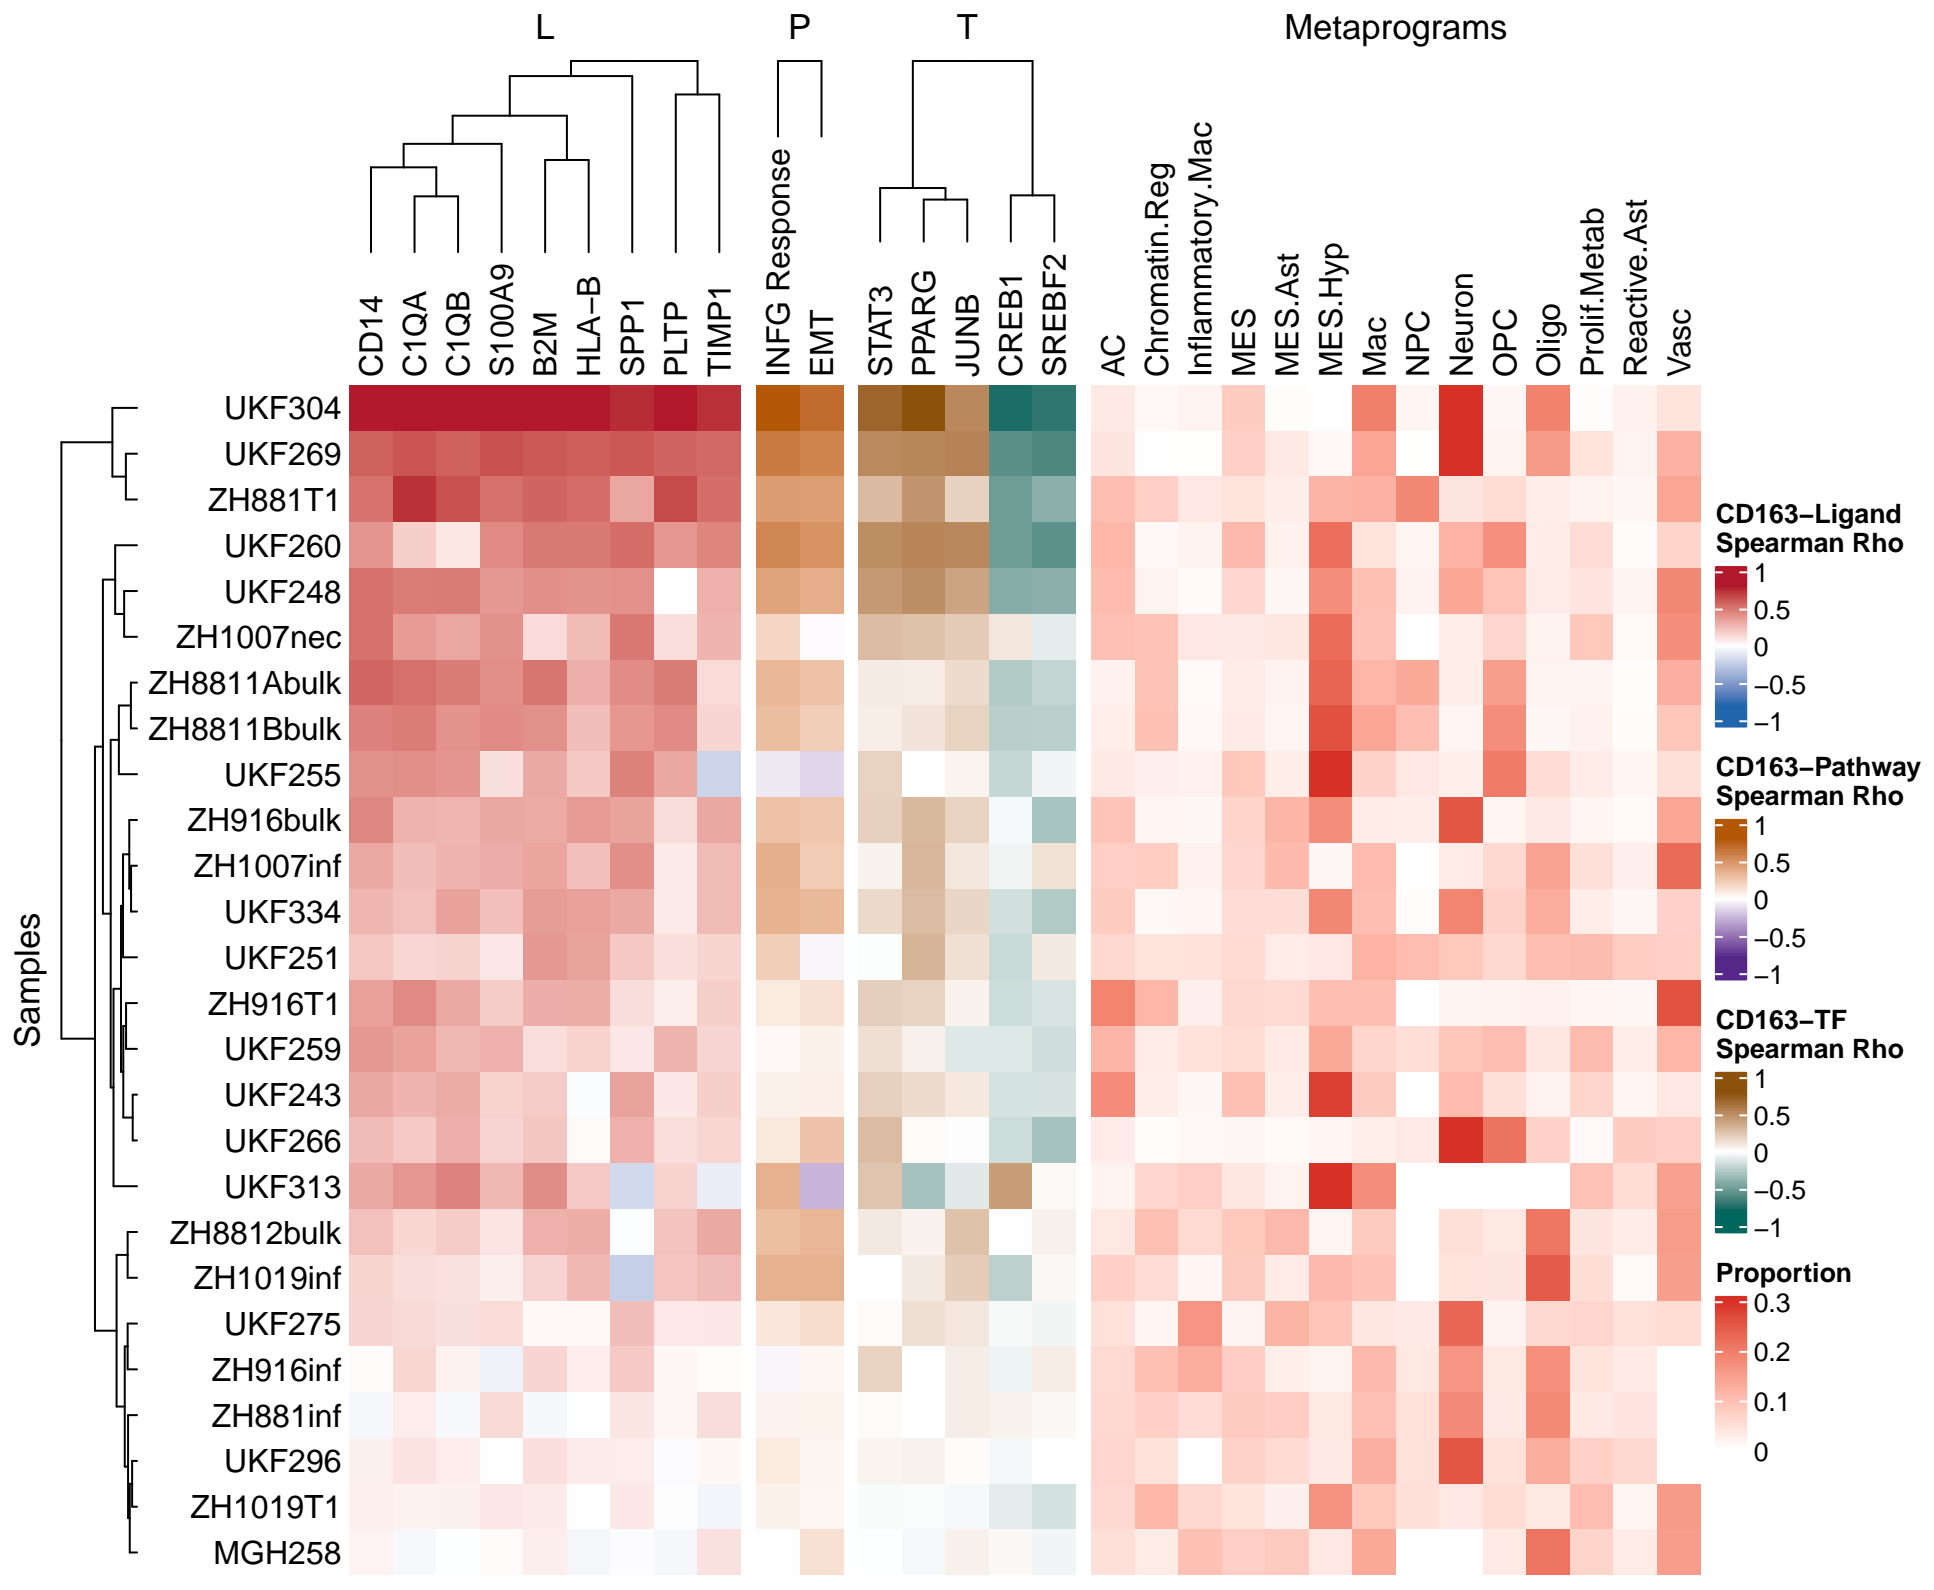 L
P
T
Metaprograms
CD14
C1QA
C1QB
S100A9
B2M
HLA−B
SPP1
PLTP
TIMP1
INFG Response
EMT
STAT3
PPARG
JUNB
CREB1
SREBF2
AC
Chromatin.Reg
Inflammatory.Mac
MES
MES.Ast
MES.Hyp
Mac
NPC
Neuron
OPC
Oligo
Prolif.Metab
Reactive.Ast
Vasc
Samples
UKF304
UKF269
ZH881T1
UKF260
UKF248
ZH1007nec
ZH8811Abulk
ZH8811Bbulk
UKF255
ZH916bulk
ZH1007inf
UKF334
UKF251
ZH916T1
UKF259
UKF243
UKF266
UKF313
ZH8812bulk
ZH1019inf
UKF275
ZH916inf
ZH881inf
UKF296
ZH1019T1
MGH258
CD163−Ligand
Spearman Rho
1
0.5
0
−0.5
−1
CD163−Pathway
Spearman Rho
1
0.5
0
−0.5
−1
CD163−TF
Spearman Rho
1
0.5
0
−0.5
−1
Proportion
0.3
0.2
0.1
0